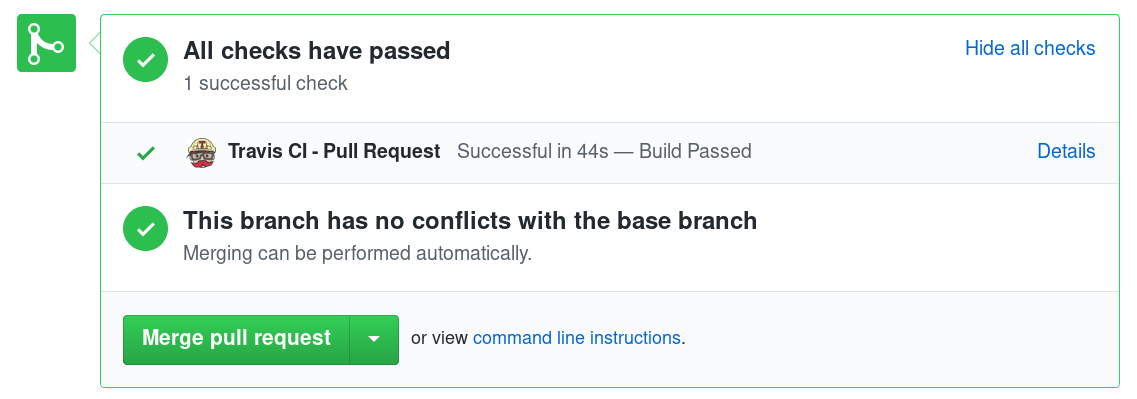 All checks have passed
Hide all checks
1 successful check
Travis CI - Pull Request Successful in 44s — Build Passed
Details
This branch has no conflicts with the base branch
Merging can be performed automatically.
Merge pull request
or view command line instructions.